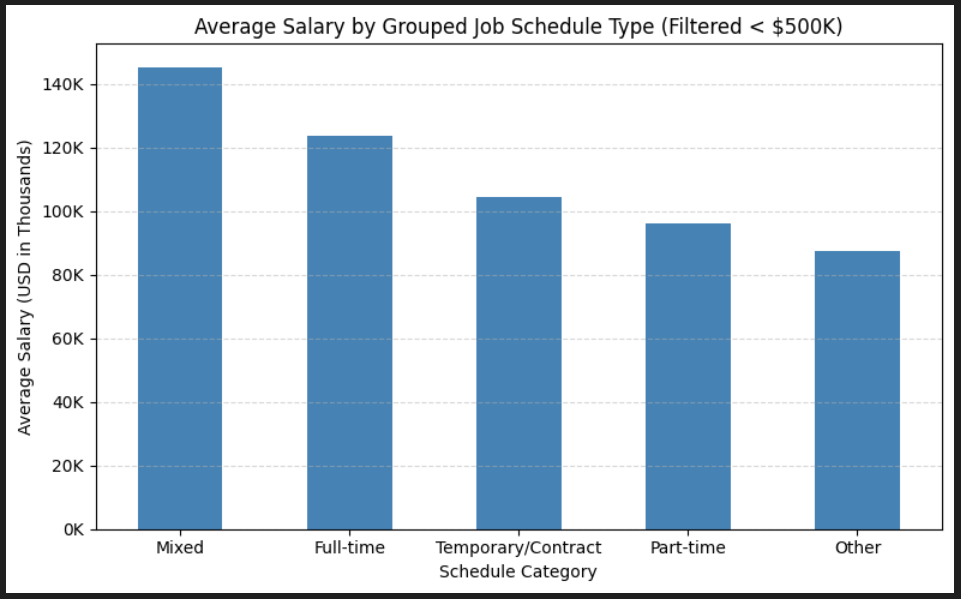 Average Salary by Grouped Job Schedule Type (Filtered < $500K)
Average Salary (USD in Thousands)
140K
120K
100K
80K
60K
40K
20K
0K
Mixed
Full-time
Temporary/Contract
Part-time
Other
Schedule Category